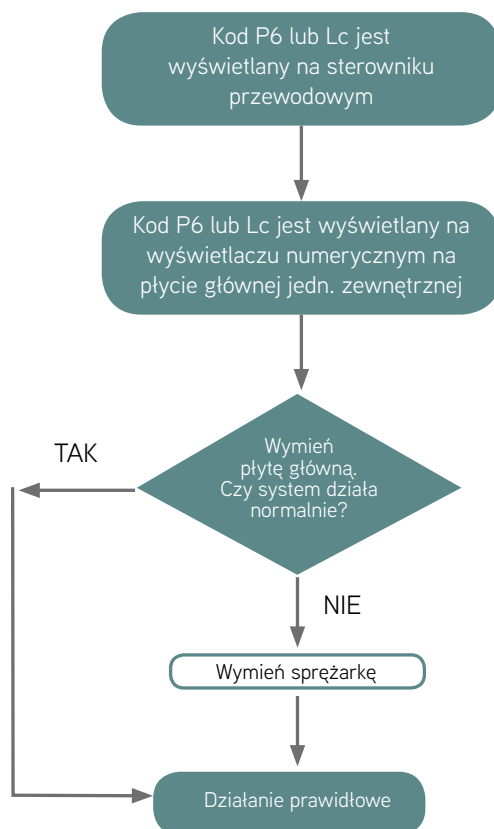 Kod P6 lub Lc jest
wyświetlany na sterowniku
przewodowym
Kod P6 lub Lc jest wyświetlany na
wyświetlaczu numerycznym na
płycie głównej jedn. zewnętrznej
Wymień
płytę główną.
Czy system działa
normalnie?
TAK
NIE
Wymień sprężarkę
Działanie prawidłowe